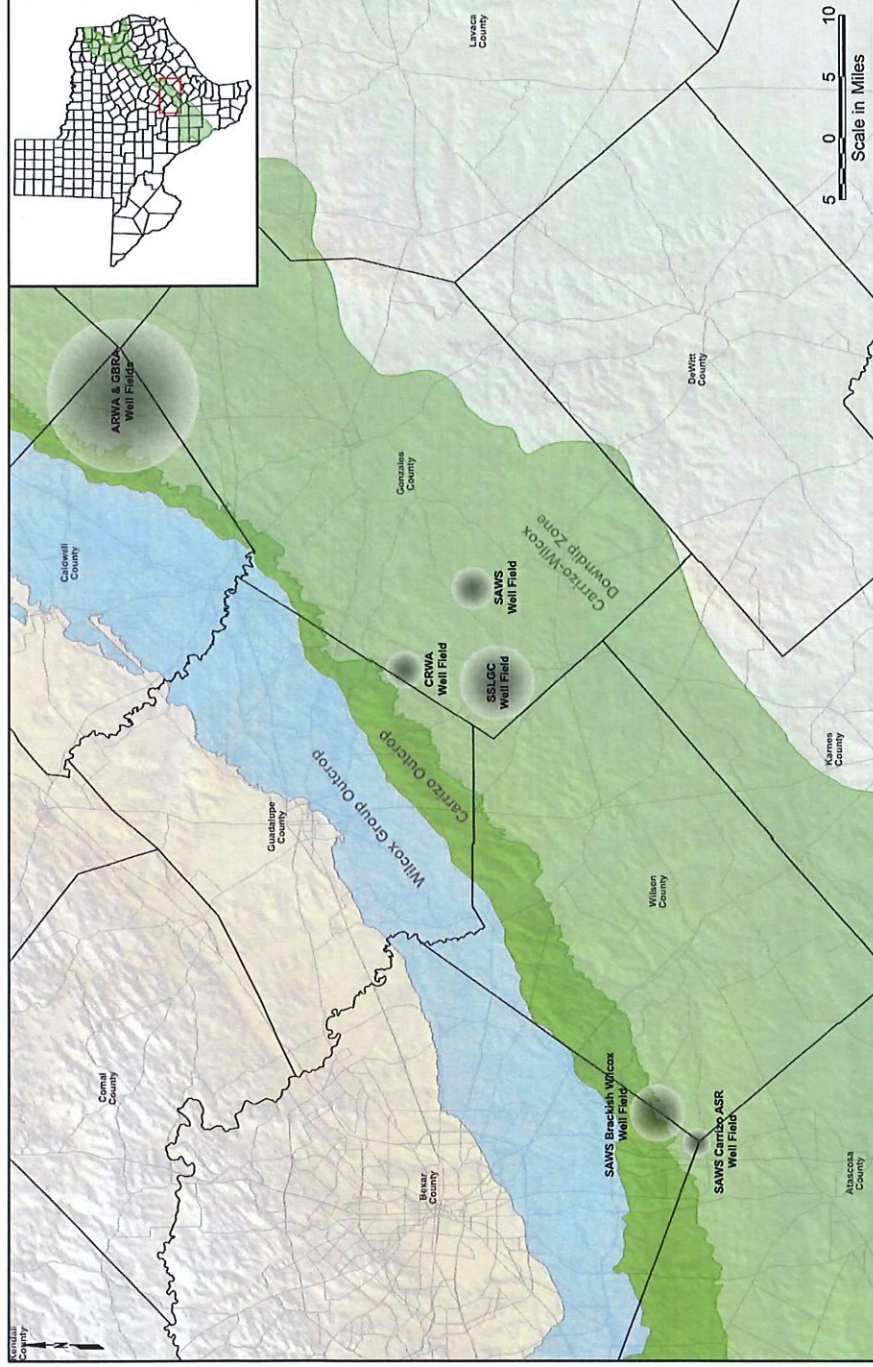 Kendall
County
N
Comal
County
Bexar
County
Guadalupe
County
Caldwell
County
Wilcox Group Outcrop
Carrizo Outcrop
ARWA & GBRA
Well Fields
Gonzales
County
Lavaca
County
CRWA
Well Field
SSLGC
Well Field
SAWS
Well Field
Carrizo-Wilcox
Downdip Zone
DeWitt
County
SAWS Brackish Wilcox
Well Field
SAWS Carrizo ASR
Well Field
Wilson
County
Karnes
County
Atascosa
County
5 0 5 10
Scale in Miles